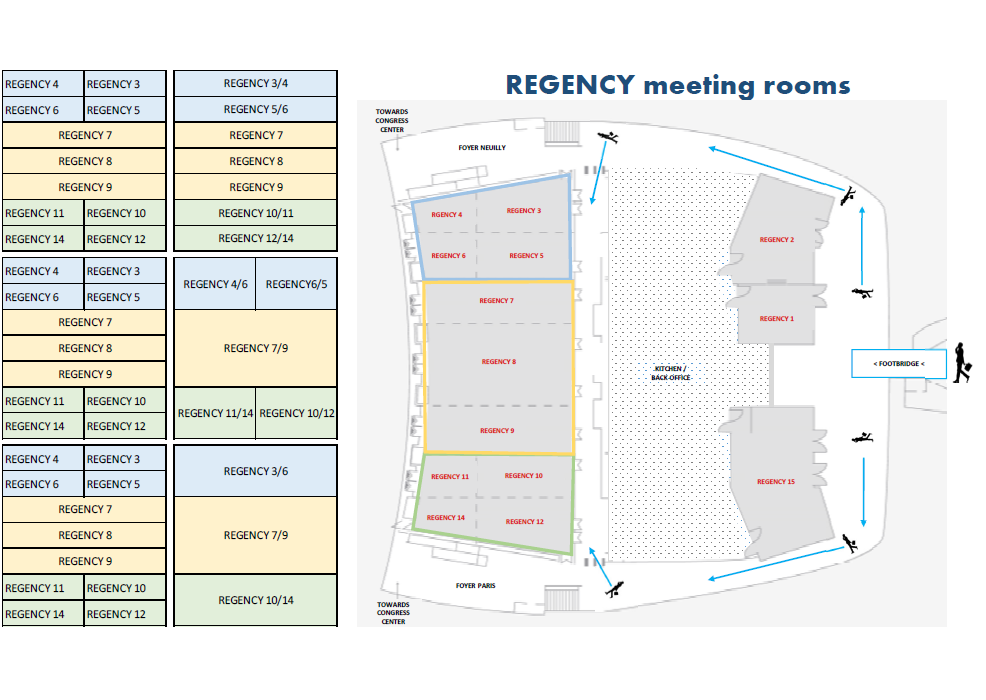 REGENCY meeting rooms
REGENCY 4 REGENCY 3 REGENCY 3/4
REGENCY 6 REGENCY 5 REGENCY 5/6
REGENCY 7 REGENCY 7
REGENCY 8 REGENCY 8
REGENCY 9 REGENCY 9
REGENCY 11 REGENCY 10 REGENCY 10/11
REGENCY 14 REGENCY 12 REGENCY 12/14
REGENCY 4 REGENCY 3
REGENCY 4/6 REGENCY6/5
REGENCY 6 REGENCY 5
REGENCY 7
REGENCY 8 REGENCY 7/9
REGENCY 9
REGENCY 11 REGENCY 10
REGENCY 11/14 REGENCY 10/12
REGENCY 14 REGENCY 12
REGENCY 4 REGENCY 3
REGENCY 3/6
REGENCY 6 REGENCY 5
REGENCY 7
REGENCY 8 REGENCY 7/9
REGENCY 9
REGENCY 11 REGENCY 10
REGENCY 10/14
REGENCY 14 REGENCY 12
TOWARDS
CONGRESS
CENTER
FOYER NEUILLY
RGENCY 4 REGENCY 3
REGENCY 6 REGENCY 5
REGENCY 7
REGENCY 8
REGENCY 9
REGENCY 11 REGENCY 10
REGENCY 14 REGENCY 12
KITCHEN /
BACK-OFFICE
REGENCY 2
REGENCY 1
< FOOTBRIDGE <
REGENCY 15
FOYER PARIS
TOWARDS
CONGRESS
CENTER